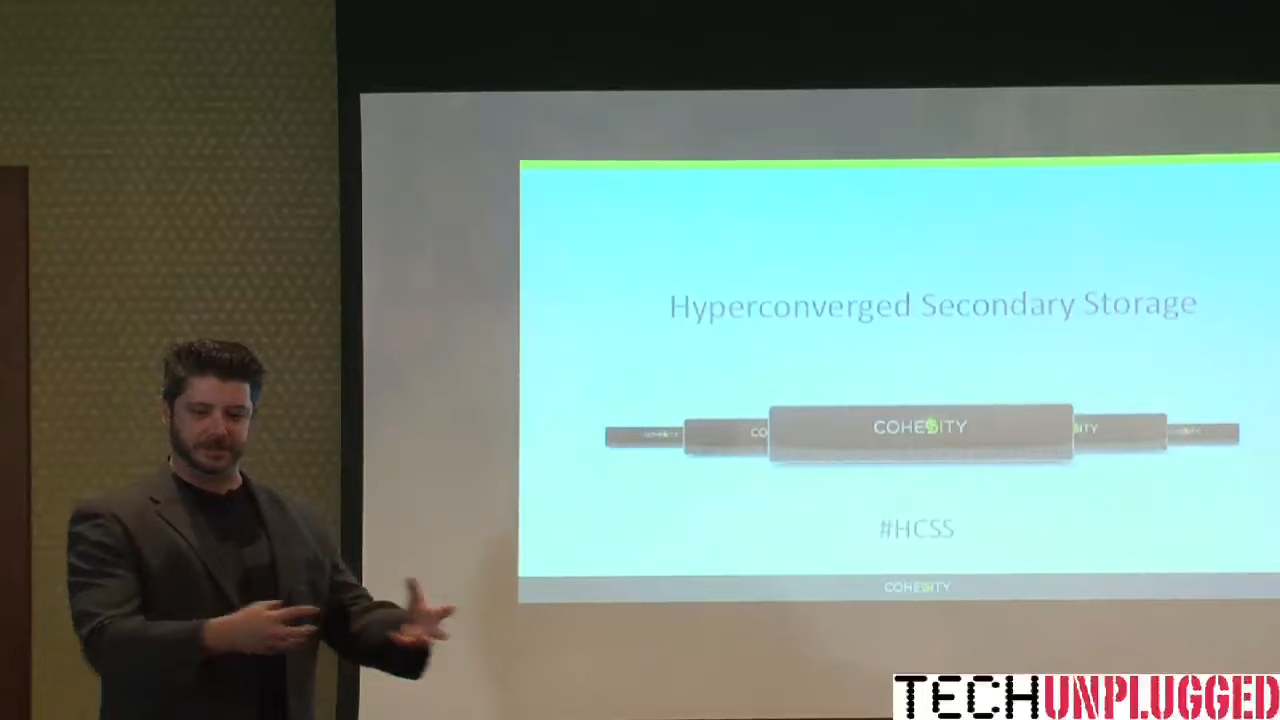 Hyperconverged Secondary Storage
COHESITY
#HCSS
COHESITY
TECHUNPLUGGED